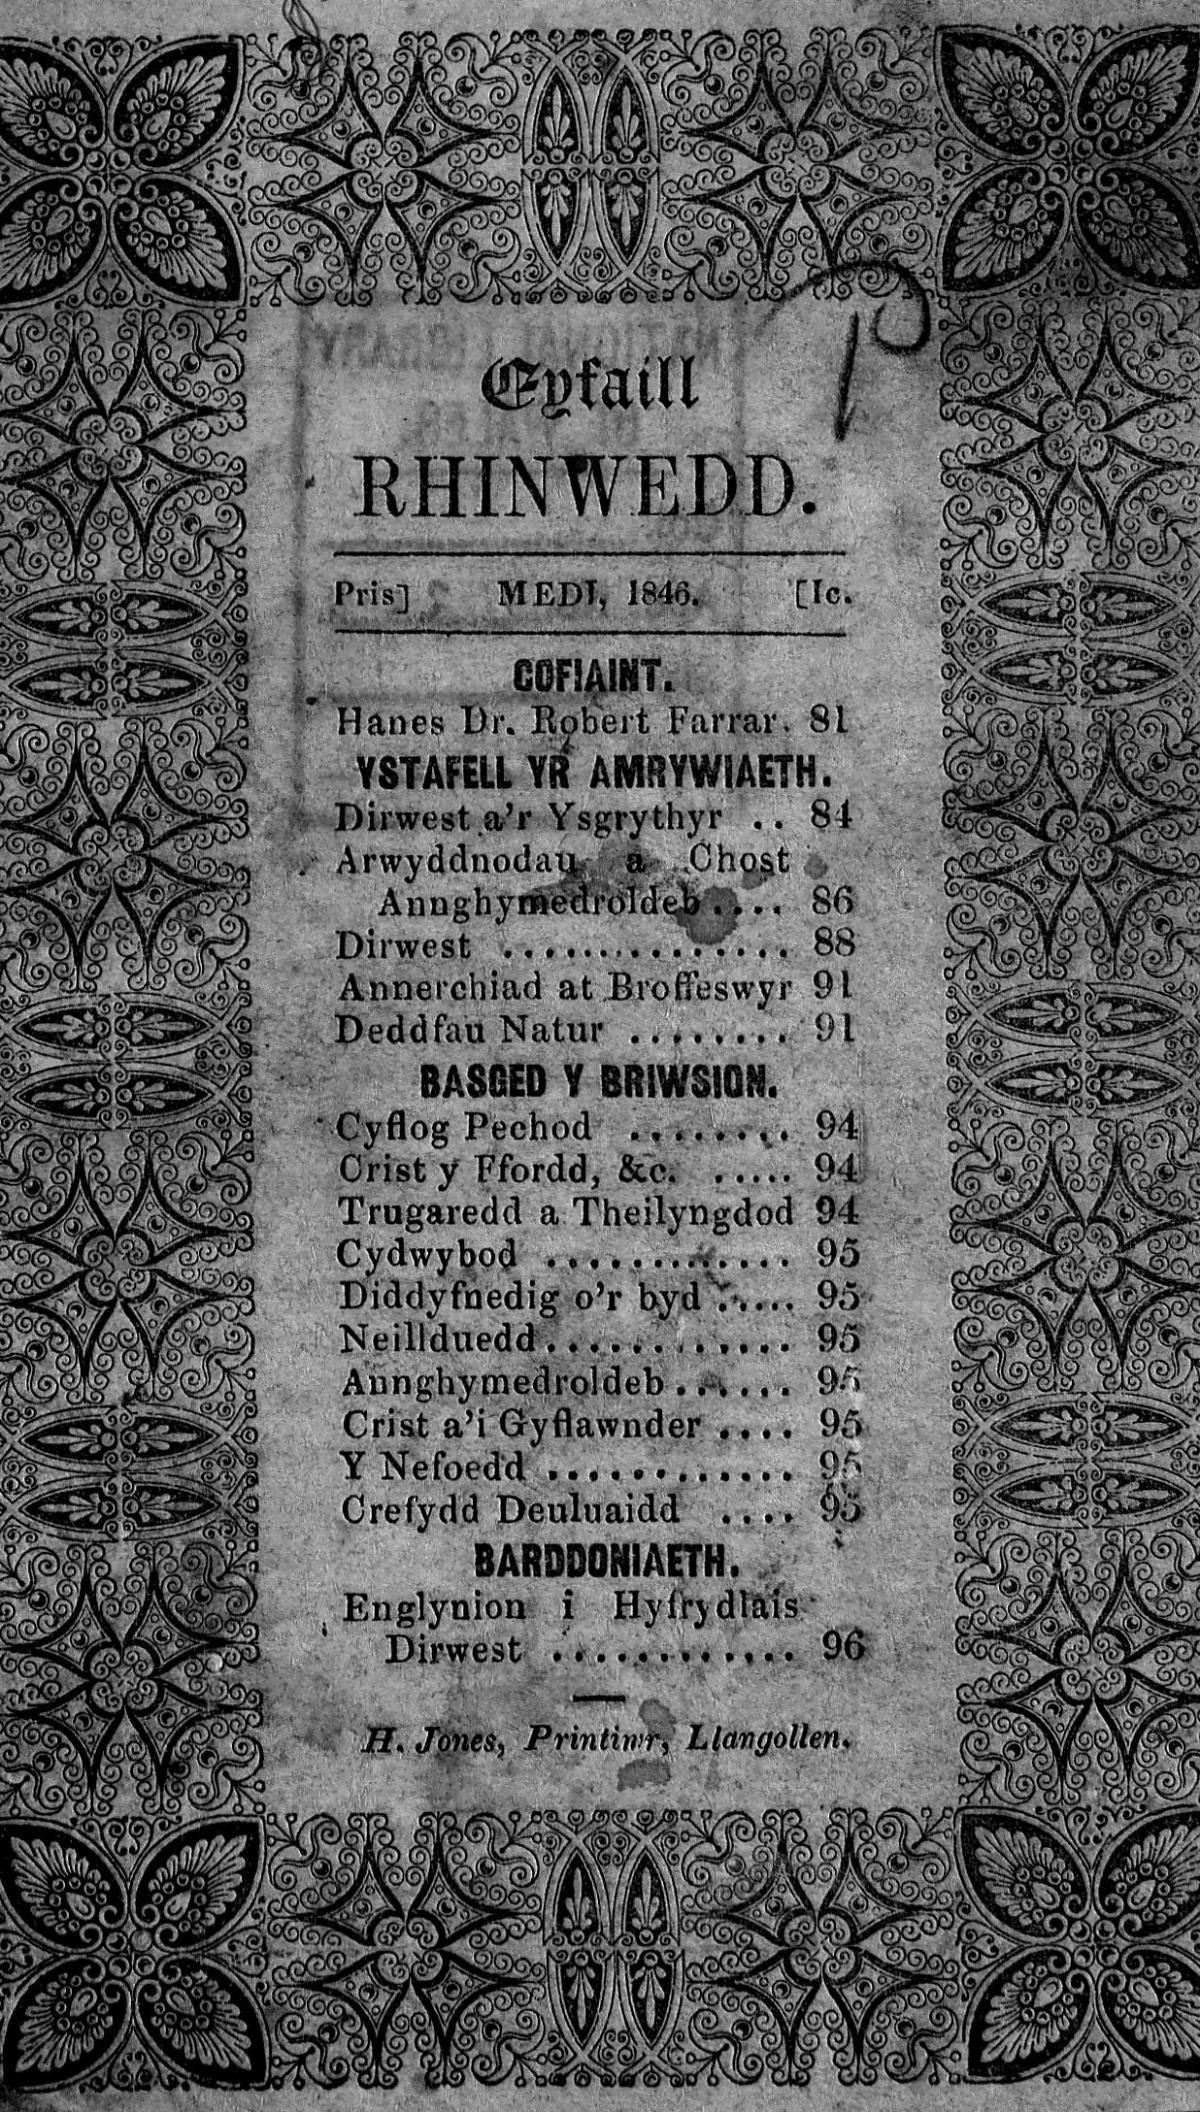 Cyfaill
RHINWEDD.
Pris] MEDI, 1846. [1c.
COFIAINT.
Hanes Dr. Robert Farrar. 81
YSTAFELL YR AMRYWIAETH.
Dirwest a'r Ysgrythyr .. 84
Arwyddnodau a Chost
Annghymedroldeb .... 86
Dirwest .............. 88
Annerchiad at Broffeswyr 91
Deddfau Natur ........ 91
BASGED Y BRIWSION.
Cyflog Pechod ........ 94
Crist y Ffordd, &c. ..... 94
Trugaredd a Theilyngdod 94
Cydwybod ............ 95
Diddyfnedig o'r byd ..... 95
Neillduedd............ 95
Annghymedroldeb...... 95
Crist a'i Gyflawnder .... 95
Y Nefoedd ............ 95
Crefydd Deuluaidd .... 95
BARDDONIAETH.
Englynion i Hyfrydlais
Dirwest ............ 96
H. Jones, Printiwr, Llangollen.